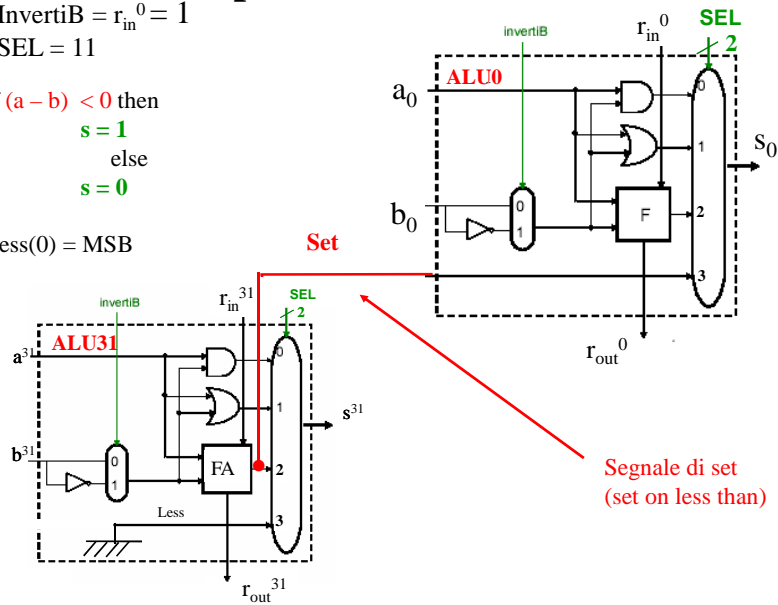 InvertiB = r_in^0 = 1
SEL = 11
(a – b) < 0 then
s = 1
else
s = 0
ess(0) = MSB
Set
invertiB
r_in^0
SEL
2
ALU0
a_0
0
1
s_0
b_0
0
1
F
2
3
r_out^0
invertiB
r_in^31
SEL
2
ALU31
a^31
0
1
s^31
b^31
0
1
FA
2
Less
3
r_out^31
Segnale di set
(set on less than)